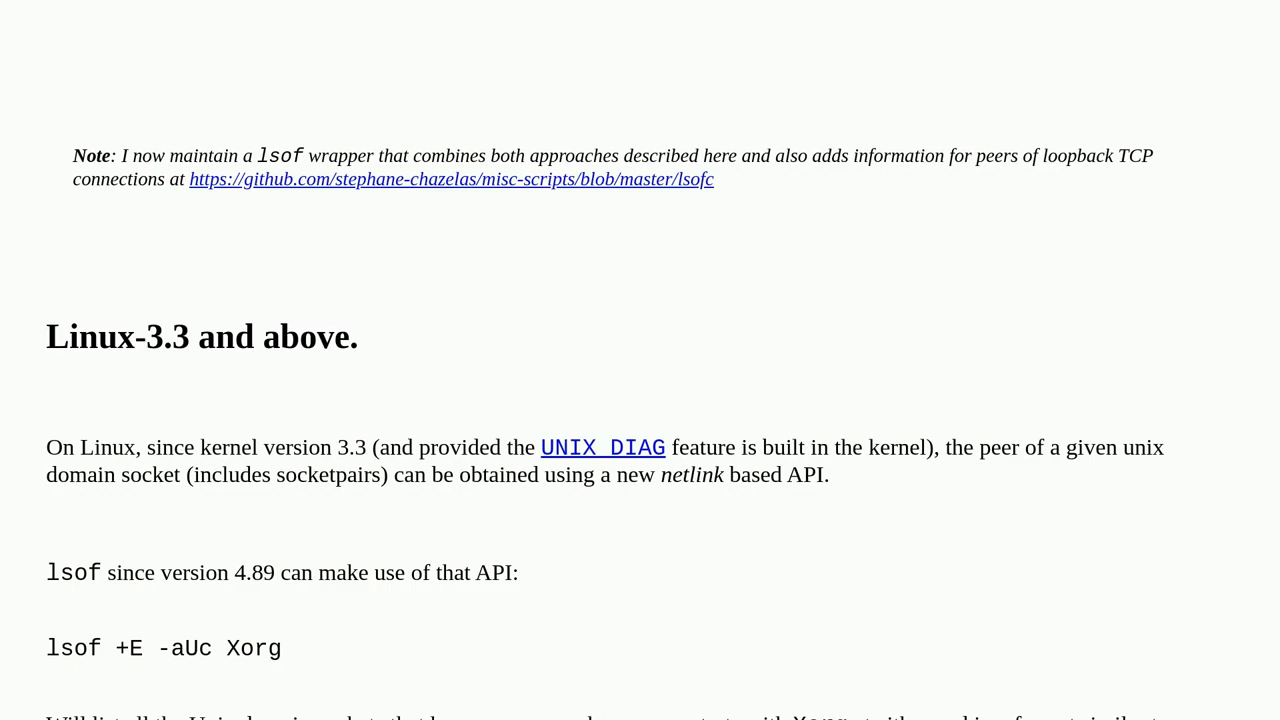 Note: I now maintain a lsof wrapper that combines both approaches described here and also adds information for peers of loopback TCP
connections at https://github.com/stephane-chazelas/misc-scripts/blob/master/lsofc
Linux-3.3 and above.
On Linux, since kernel version 3.3 (and provided the UNIX_DIAG feature is built in the kernel), the peer of a given unix
domain socket (includes socketpairs) can be obtained using a new netlink based API.
lsof since version 4.89 can make use of that API:
lsof +E -aUc Xorg